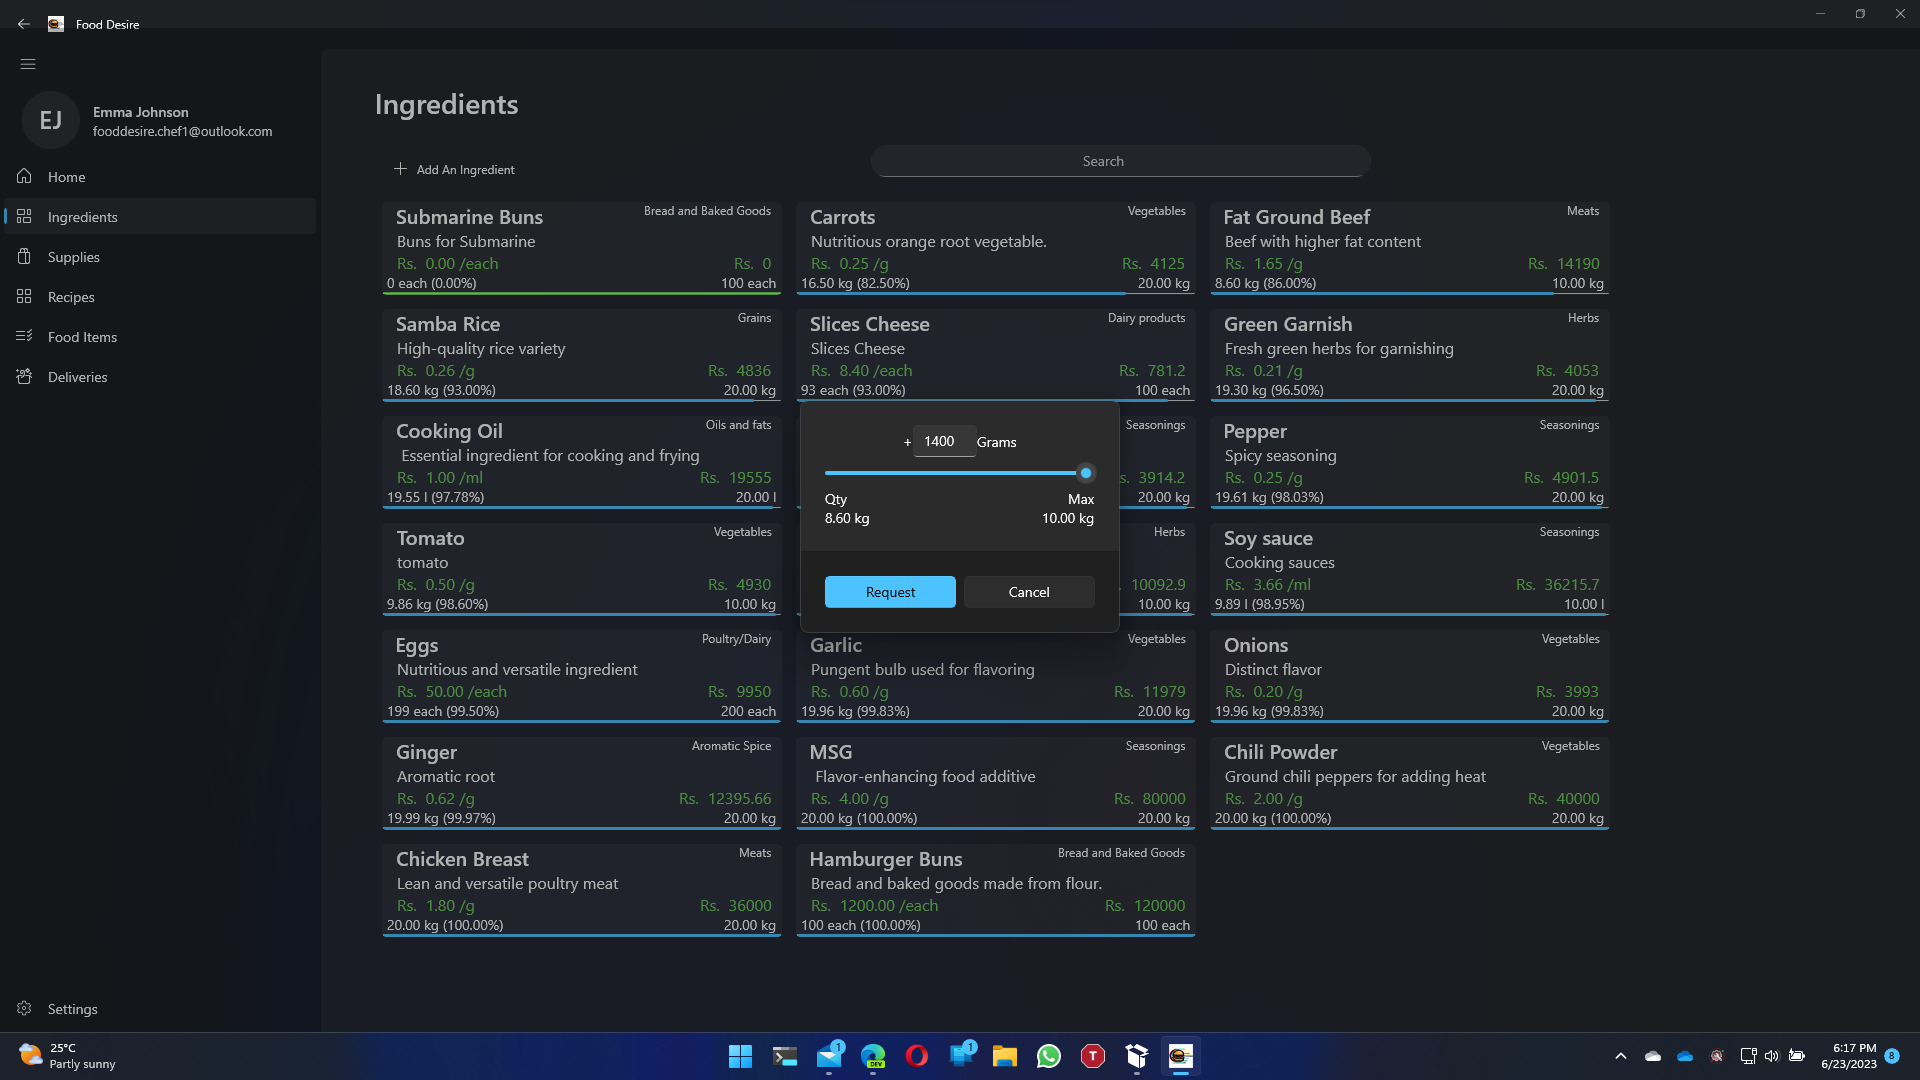 Food Desire
EJ
Emma Johnson
fooddesire.chef1@outlook.com
Home
Ingredients
Supplies
Recipes
Food Items
Deliveries
Settings
Ingredients
Add An Ingredient
Search
Submarine Buns
Bread and Baked Goods
Buns for Submarine
Rs. 0.00 /each
Rs. 0
0 each (0.00%)
100 each
Carrots
Vegetables
Nutritious orange root vegetable.
Rs. 0.25 /g
Rs. 4125
16.50 kg (82.50%)
20.00 kg
Fat Ground Beef
Meats
Beef with higher fat content
Rs. 1.65 /g
Rs. 14190
8.60 kg (86.00%)
10.00 kg
Samba Rice
Grains
High-quality rice variety
Rs. 0.26 /g
Rs. 4836
18.60 kg (93.00%)
20.00 kg
Slices Cheese
Dairy products
Slices Cheese
Rs. 8.40 /each
Rs. 781.2
93 each (93.00%)
100 each
Green Garnish
Herbs
Fresh green herbs for garnishing
Rs. 0.21 /g
Rs. 4053
19.30 kg (96.50%)
20.00 kg
Cooking Oil
Oils and fats
Essential ingredient for cooking and frying
Rs. 1.00 /ml
Rs. 19555
19.55 l (97.78%)
20.00 l
Seasonings
s. 3914.2
20.00 kg
Pepper
Seasonings
Spicy seasoning
Rs. 0.25 /g
Rs. 4901.5
19.61 kg (98.03%)
20.00 kg
+ 1400 Grams
Qty
Max
8.60 kg
10.00 kg
Request
Cancel
Tomato
Vegetables
tomato
Rs. 0.50 /g
Rs. 4930
9.86 kg (98.60%)
10.00 kg
Herbs
. 10092.9
10.00 kg
Soy sauce
Seasonings
Cooking sauces
Rs. 3.66 /ml
Rs. 36215.7
9.89 l (98.95%)
10.00 l
Eggs
Poultry/Dairy
Nutritious and versatile ingredient
Rs. 50.00 /each
Rs. 9950
199 each (99.50%)
200 each
Garlic
Vegetables
Pungent bulb used for flavoring
Rs. 0.60 /g
Rs. 11979
19.96 kg (99.83%)
20.00 kg
Onions
Vegetables
Distinct flavor
Rs. 0.20 /g
Rs. 3993
19.96 kg (99.83%)
20.00 kg
Ginger
Aromatic Spice
Aromatic root
Rs. 0.62 /g
Rs. 12395.66
19.99 kg (99.97%)
20.00 kg
MSG
Seasonings
Flavor-enhancing food additive
Rs. 4.00 /g
Rs. 80000
20.00 kg (100.00%)
20.00 kg
Chili Powder
Vegetables
Ground chili peppers for adding heat
Rs. 2.00 /g
Rs. 40000
20.00 kg (100.00%)
20.00 kg
Chicken Breast
Meats
Lean and versatile poultry meat
Rs. 1.80 /g
Rs. 36000
20.00 kg (100.00%)
20.00 kg
Hamburger Buns
Bread and Baked Goods
Bread and baked goods made from flour.
Rs. 1200.00 /each
Rs. 120000
100 each (100.00%)
100 each
25°C
Partly sunny
1
DEV
1
T
6:17 PM
6/23/2023
8